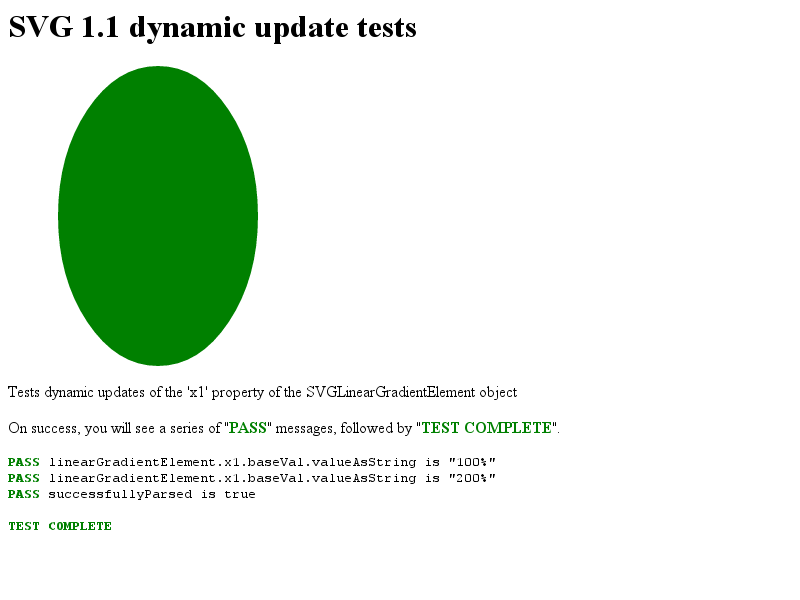 SVG 1.1 dynamic update tests
Tests dynamic updates of the 'x1' property of the SVGLinearGradientElement object
On success, you will see a series of "PASS" messages, followed by "TEST COMPLETE".
PASS linearGradientElement.x1.baseVal.valueAsString is "100%"
PASS linearGradientElement.x1.baseVal.valueAsString is "200%"
PASS successfullyParsed is true
TEST COMPLETE